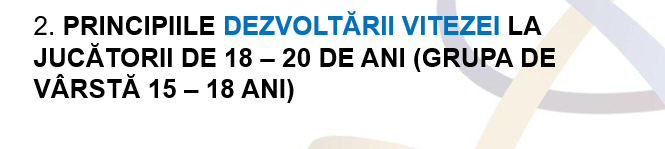 2. PRINCIPIILE DEZVOLTĂRII VITEZEI LA
JUCĂTORII DE 18 – 20 DE ANI (GRUPA DE
VÂRSTĂ 15 – 18 ANI)